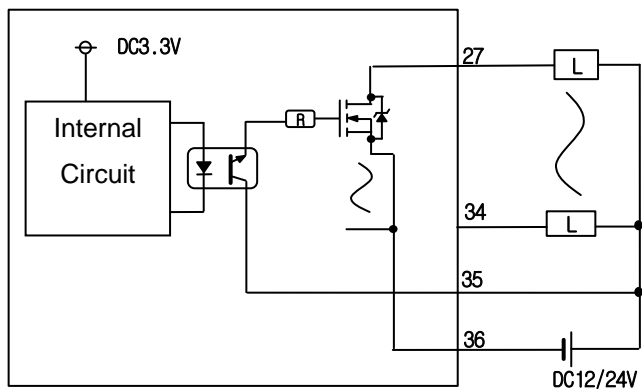 DC3.3V
27
L
R
Internal
Circuit
34
L
35
36
DC12/24V